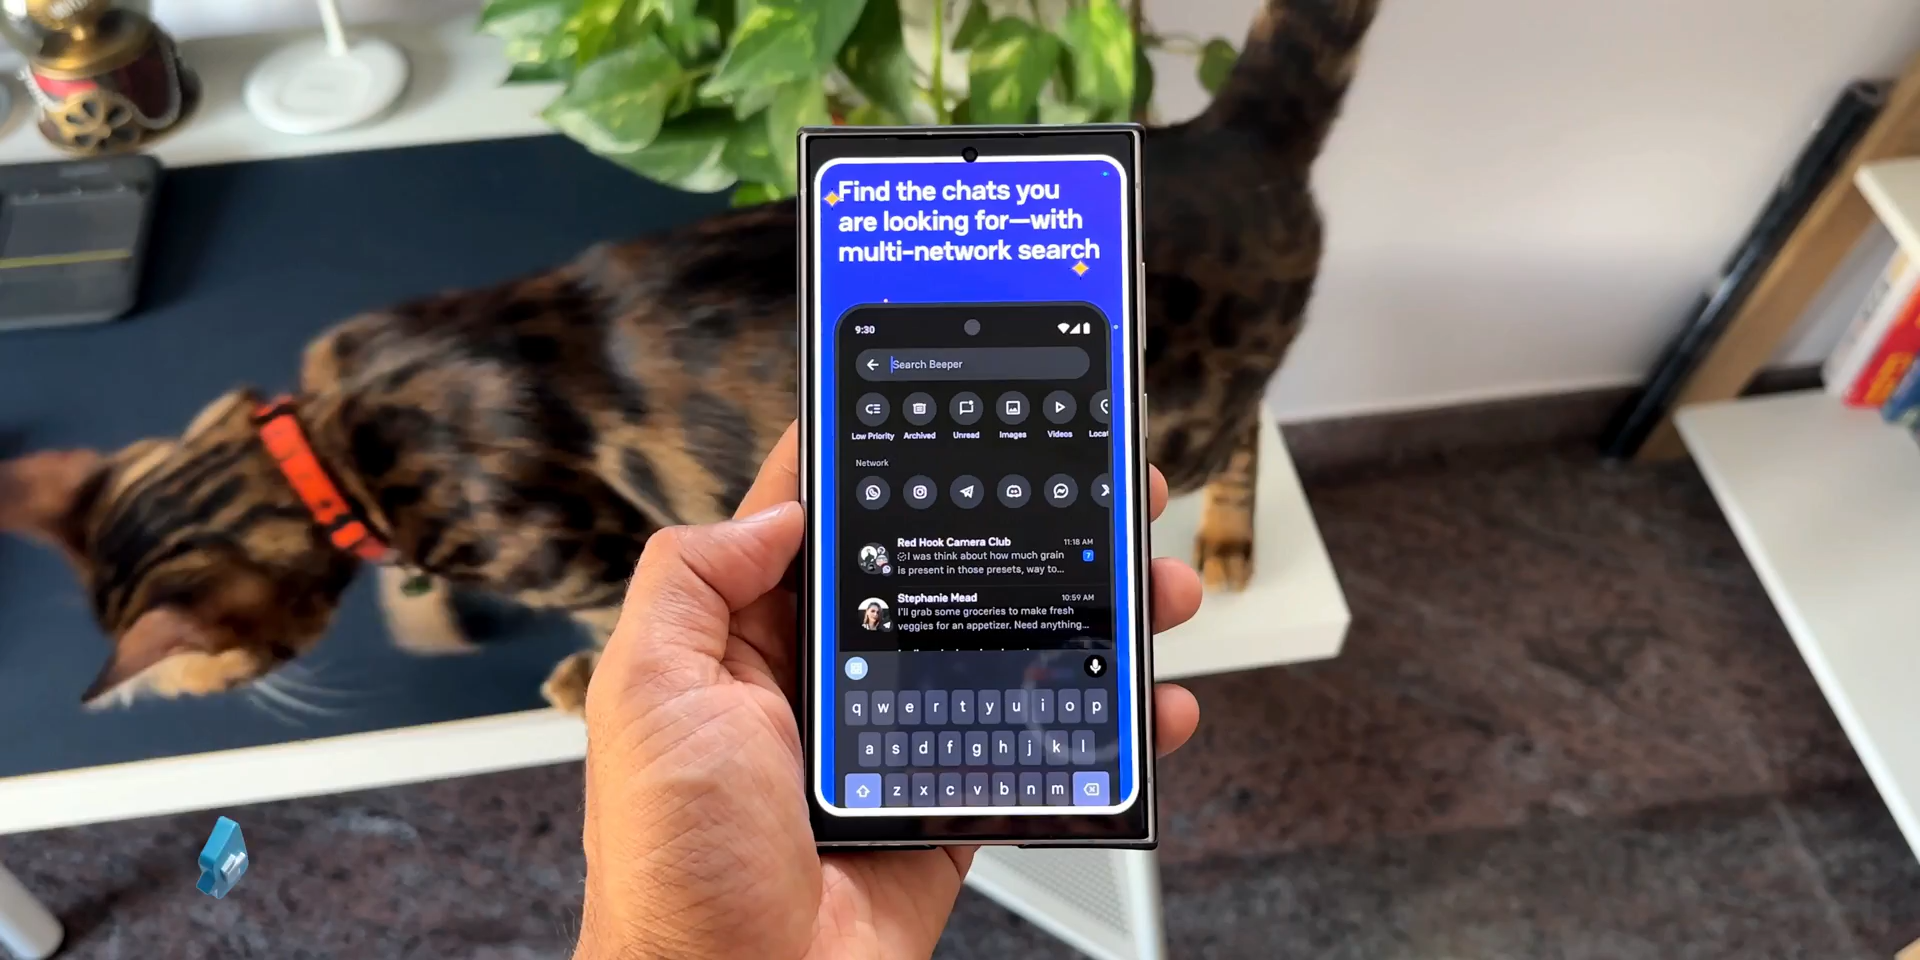 Find the chats you
are looking for—with
multi-network search
9:30
Search Beeper
Low Priority
Archived
Unread
Images
Videos
Locat
Network
Red Hook Camera Club
11:18 AM
I was think about how much grain
is present in those presets, way to...
7
Stephanie Mead
10:59 AM
I'll grab some groceries to make fresh
veggies for an appetizer. Need anything...
q w e r t y u i o p
a s d f g h j k l
z x c v b n m